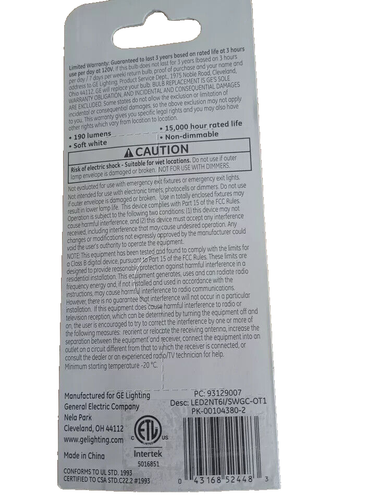 Limited Warranty: Guaranteed to last 3 years based on rated life at 3 hours
use per day at 120V. If this bulb does not last for 3 years based on 3 hours
per day / 7 days per week) return bulb, proof of purchase and your name and
address to GE Lighting, Product Service Dept., 1975 Noble Road, Cleveland,
Ohio 44112. GE will replace your bulb. BULB REPLACEMENT IS GE'S SOLE
WARRANTY OBLIGATION, AND INCIDENTAL AND CONSEQUENTIAL DAMAGES
ARE EXCLUDED. Some states do not allow the exclusion or limitation of
incidental or consequential damages, so the above exclusion may not apply
to you. This warranty gives you specific legal rights and you may also have
other rights which vary from location to location.
• 190 lumens • 15,000 hour rated life
• Soft white • Non-dimmable
⚠ CAUTION
Risk of electric shock - Suitable for wet locations. Do not use if outer
lamp envelope is damaged or broken. NOT FOR USE WITH DIMMERS.
Not evaluated for use with emergency exit fixtures or emergency exit lights.
Not intended for use with electronic timers, photocells or dimmers. Do not use
if outer envelope is damaged or broken. Use in totally enclosed fixtures may
result in lower lamp life. This device complies with Part 15 of the FCC Rules.
Operation is subject to the following two conditions: (1) this device may not
cause harmful interference, and (2) this device must accept any interference
received, including interference that may cause undesired operation. Any
changes or modifications not expressly approved by the manufacturer could
void the user's authority to operate the equipment.
NOTE: This equipment has been tested and found to comply with the limits for
a Class B digital device, pursuant to Part 15 of the FCC Rules. These limits are
designed to provide reasonable protection against harmful interference in a
residential installation. This equipment generates, uses and can radiate radio
frequency energy and, if not installed and used in accordance with the
instructions, may cause harmful interference to radio communications.
However, there is no guarantee that interference will not occur in a particular
installation. If this equipment does cause harmful interference to radio or
television reception, which can be determined by turning the equipment off and
on, the user is encouraged to try to correct the interference by one or more of
the following measures: reorient or relocate the receiving antenna, increase the
separation between the equipment and receiver, connect the equipment into an
outlet on a circuit different from that to which the receiver is connected, or
consult the dealer or an experienced radio/TV technician for help.
Minimum starting temperature -20 °C.
Manufactured for GE Lighting
General Electric Company
Nela Park
Cleveland, OH 44112
www.gelighting.com
Made in China
CONFORMS TO UL STD. 1993
CERTIFIED TO CSA STD.C22.2 #1993
ETL
Intertek
5016851
PC: 93129007
Desc: LED2NT6I/SWGC-OT1
PK-00104380-2
0 43168 52448 3